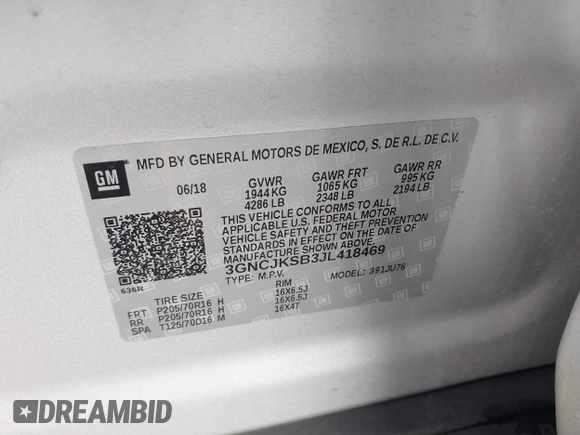 GM
MFD BY GENERAL MOTORS DE MEXICO, S. DE R.L. DE C.V.
06/18 GVWR GAWR FRT GAWR RR
1944 KG 1065 KG 995 KG
4286 LB 2348 LB 2194 LB
THIS VEHICLE CONFORMS TO ALL
APPLICABLE U.S. FEDERAL MOTOR
VEHICLE SAFETY STANDARDS
IN EFFECT ON THE DATE OF
MANUFACTURE SHOWN ABOVE.
3GNCJKSB3JL418469
636R TYPE: M.P.V. MODEL: 391JU76
TIRE SIZE RIM
FRT P205/70R16 H 16X6.5J
RR P205/70R16 H 16X6.5J
SPA T125/70D16 M 16X4T
DREAMBID